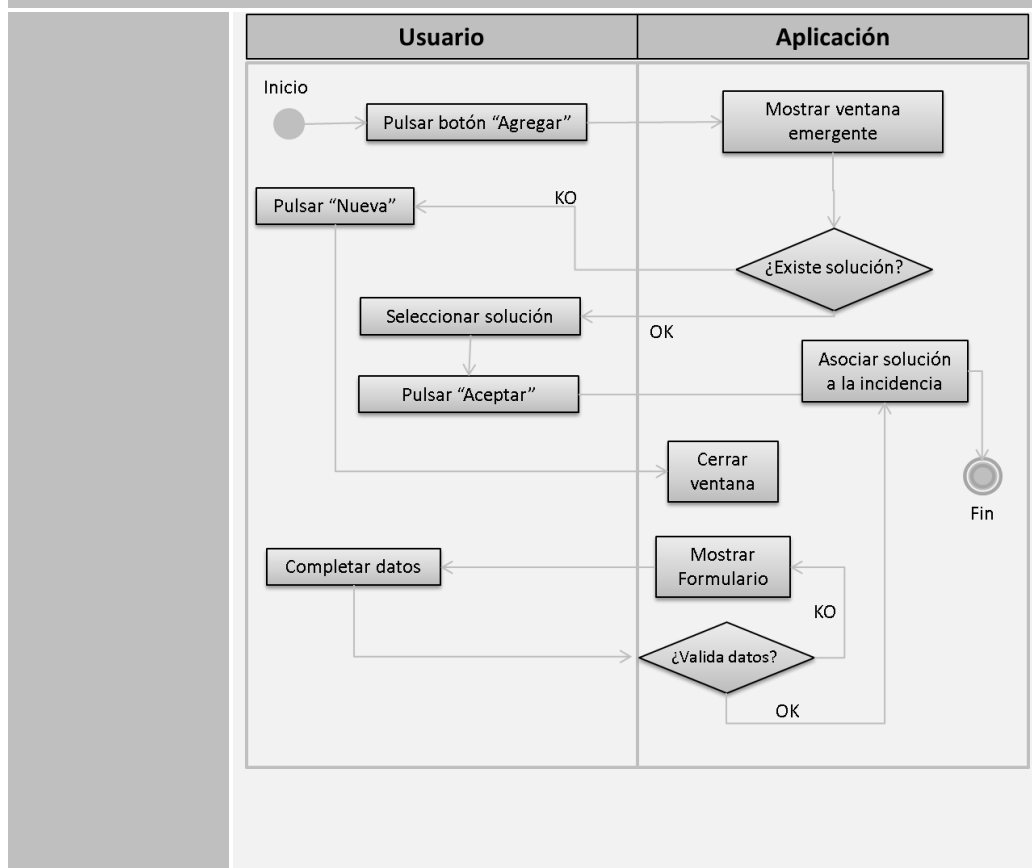 Usuario
Aplicación
Inicio
Pulsar botón “Agregar”
Mostrar ventana
emergente
Pulsar “Nueva”
KO
¿Existe solución?
Seleccionar solución
OK
Asociar solución
a la incidencia
Pulsar “Aceptar”
Cerrar
ventana
Fin
Completar datos
Mostrar
Formulario
KO
¿Valida datos?
OK